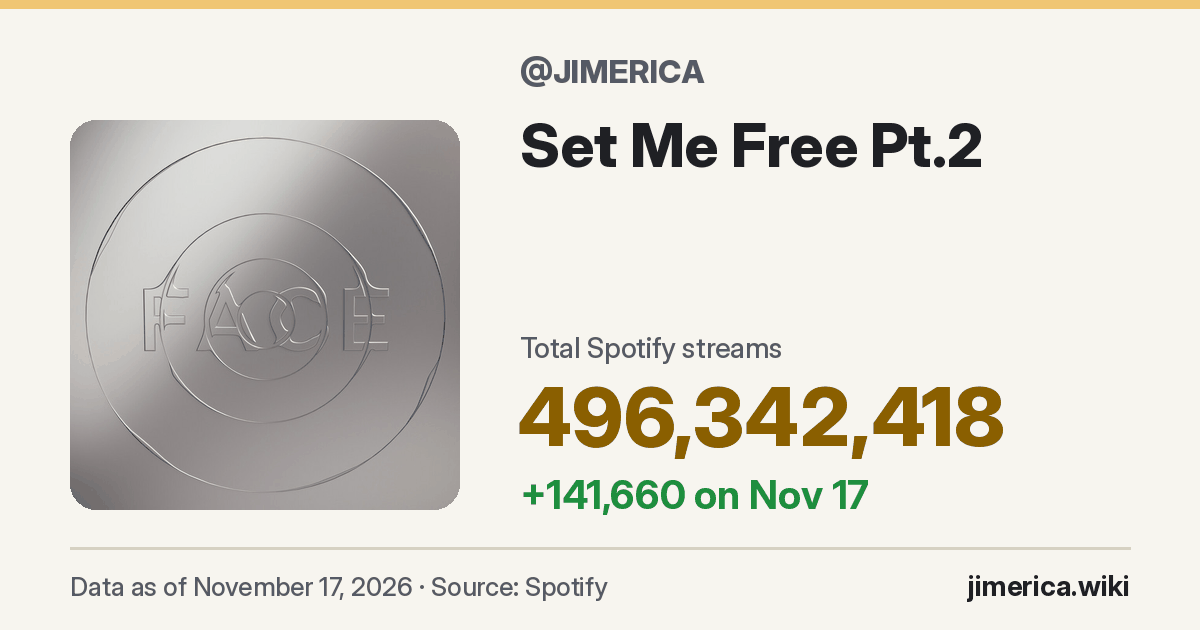 @JIMERICA
Set Me Free Pt.2
FACE
Total Spotify streams
496,342,418
+141,660 on Nov 17
Data as of November 17, 2026 · Source: Spotify
jimerica.wiki